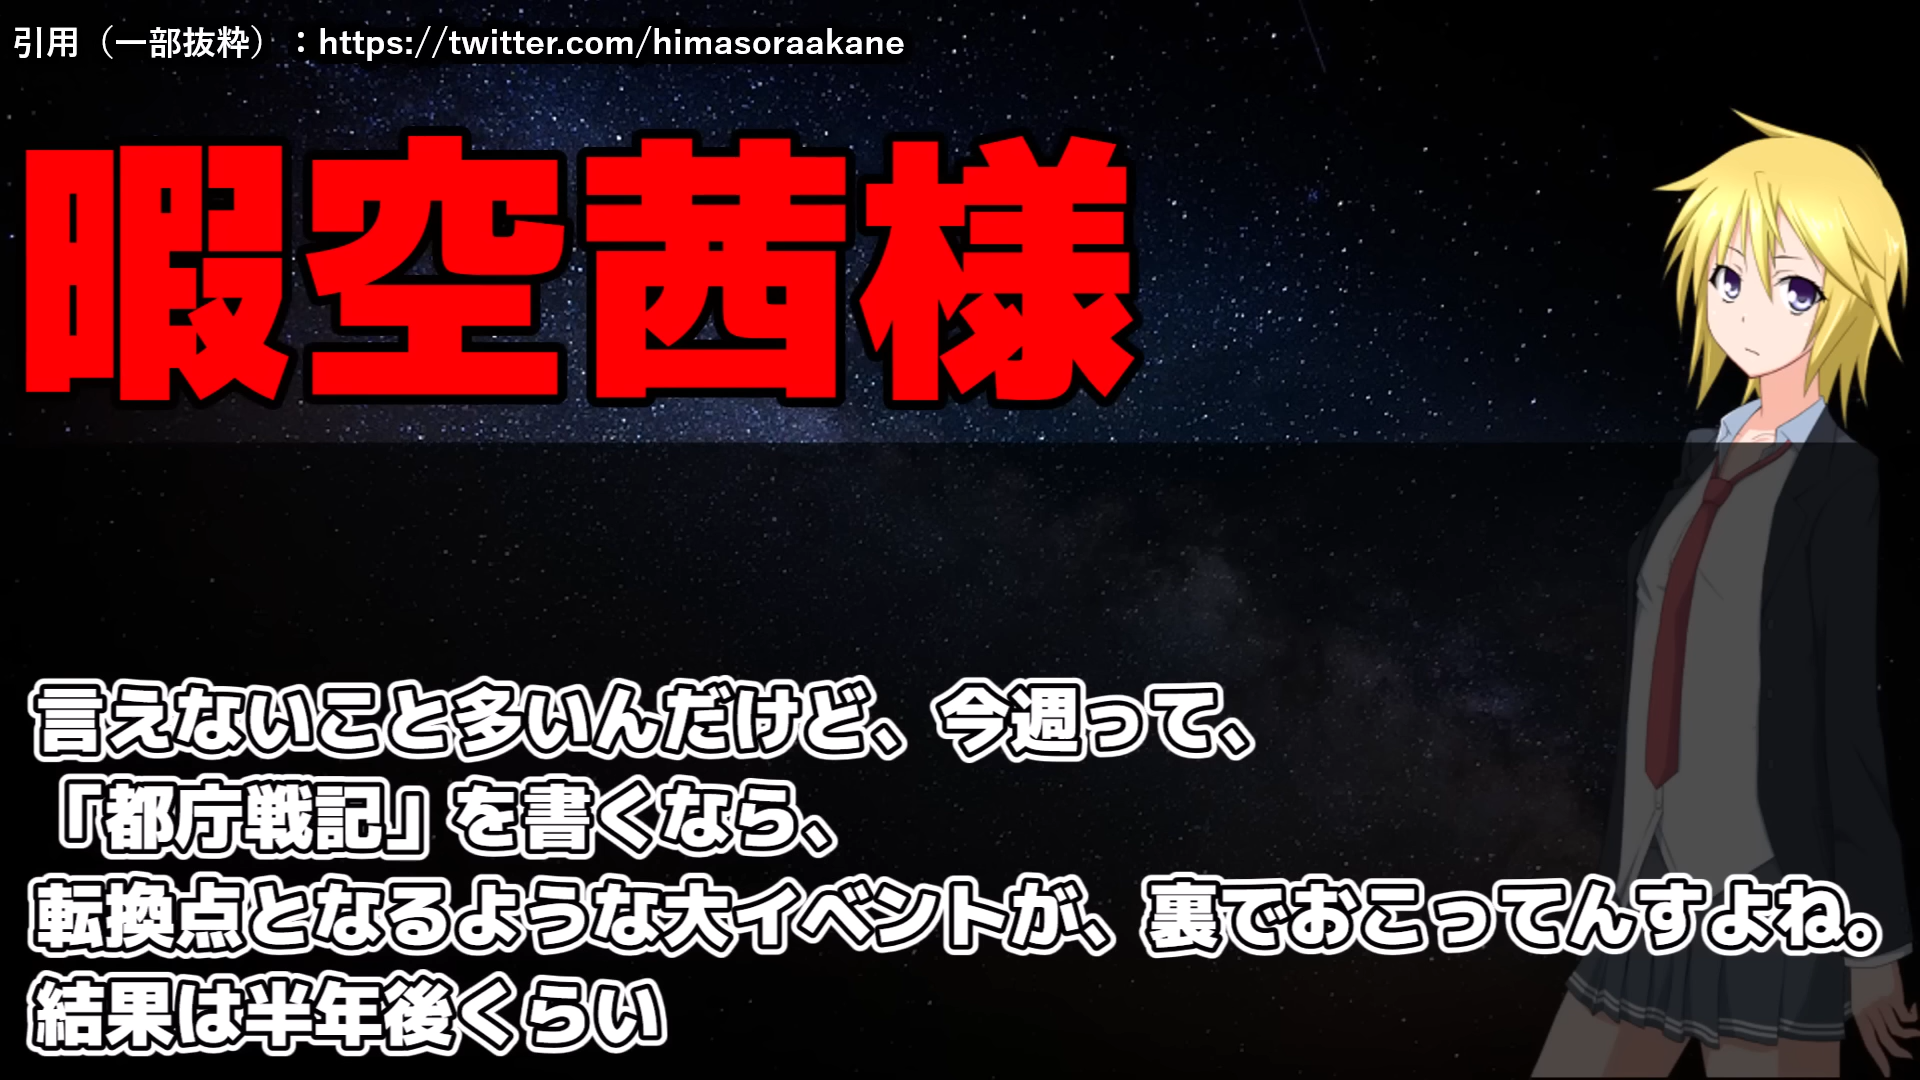 引用（一部抜粋）：https://twitter.com/himasoraakane
暇空茜様
言えないこと多いんだけど、今週って、
「都庁戦記」を書くなら、
転換点となるような大イベントが、裏でおこってんすよね。
結果は半年後くらい